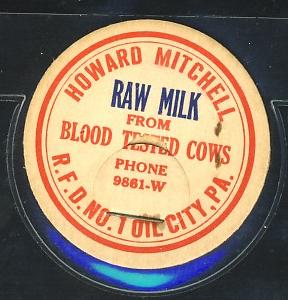 HOWARD MITCHELL
RAW MILK
FROM
BLOOD TESTED COWS
PHONE
9861-W
R.F.D. NO. 1 OIL CITY, PA.